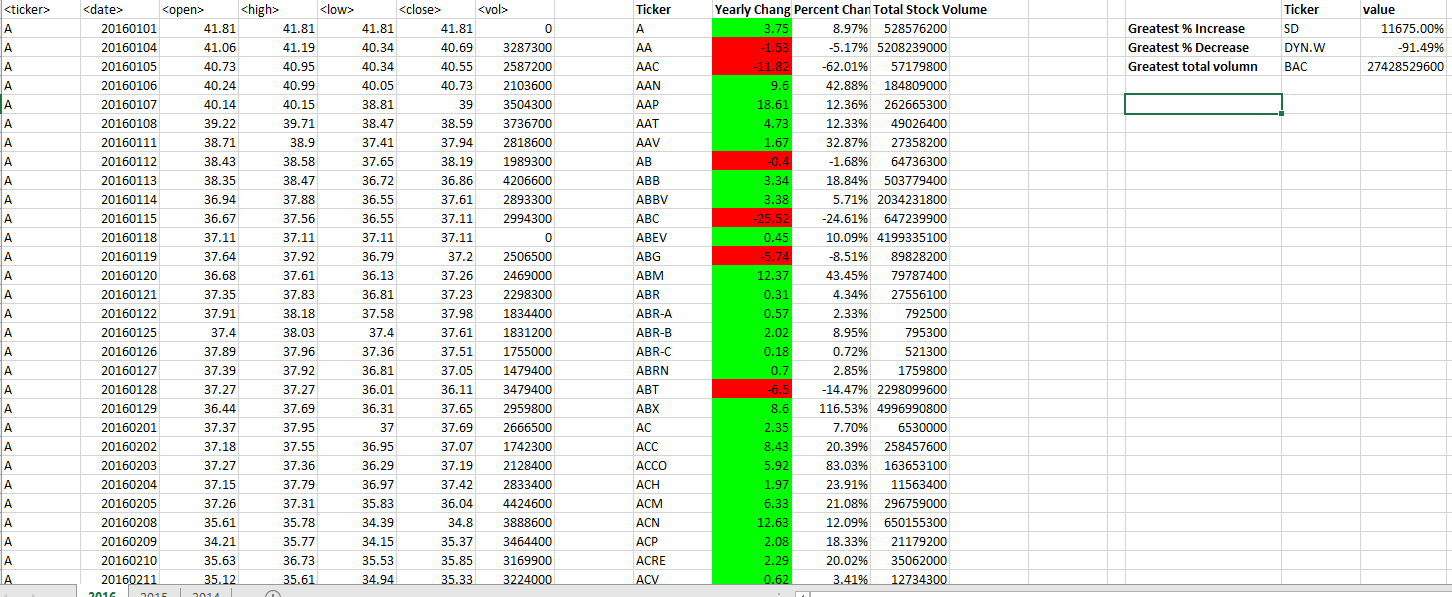 <ticker> <date> <open> <high> <low> <close> <vol> Ticker Yearly Chang Percent Chan Total Stock Volume Ticker value
A 20160101 41.81 41.81 41.81 41.81 0 A 3.75 8.97% 528576200 Greatest % Increase SD 11675.00%
A 20160104 41.06 41.19 40.34 40.69 3287300 AA -1.53 -5.17% 5208239000 Greatest % Decrease DYN.W -91.49%
A 20160105 40.73 40.95 40.34 40.55 2587200 AAC -11.82 -62.01% 57179800 Greatest total volumn BAC 27428529600
A 20160106 40.24 40.99 40.05 40.73 2103600 AAN 9.6 42.88% 184809000
A 20160107 40.14 40.15 38.81 39 3504300 AAP 18.61 12.36% 262665300
A 20160108 39.22 39.71 38.47 38.59 3736700 AAT 4.73 12.33% 49026400
A 20160111 38.71 38.9 37.41 37.94 2818600 AAV 1.67 32.87% 27358200
A 20160112 38.43 38.58 37.65 38.19 1989300 AB -0.4 -1.68% 64736300
A 20160113 38.35 38.47 36.72 36.86 4206600 ABB 3.34 18.84% 503779400
A 20160114 36.94 37.88 36.55 37.61 2893300 ABBV 3.38 5.71% 2034231800
A 20160115 36.67 37.56 36.55 37.11 2994300 ABC -25.52 -24.61% 647239900
A 20160118 37.11 37.11 37.11 37.11 0 ABEV 0.45 10.09% 4199335100
A 20160119 37.64 37.92 36.79 37.2 2506500 ABG -5.74 -8.51% 89828200
A 20160120 36.68 37.61 36.13 37.26 2469000 ABM 12.37 43.45% 79787400
A 20160121 37.35 37.83 36.81 37.23 2298300 ABR 0.31 4.34% 27556100
A 20160122 37.91 38.18 37.58 37.98 1834400 ABR-A 0.57 2.33% 792500
A 20160125 37.4 38.03 37.4 37.61 1831200 ABR-B 2.02 8.95% 795300
A 20160126 37.89 37.96 37.36 37.51 1755000 ABR-C 0.18 0.72% 521300
A 20160127 37.39 37.92 36.81 37.05 1479400 ABRN 0.7 2.85% 1759800
A 20160128 37.27 37.27 36.01 36.11 3479400 ABT -6.5 -14.47% 2298099600
A 20160129 36.44 37.69 36.31 37.65 2959800 ABX 8.6 116.53% 4996990800
A 20160201 37.37 37.95 37 37.69 2666500 AC 2.35 7.70% 6530000
A 20160202 37.18 37.55 36.95 37.07 1742300 ACC 8.43 20.39% 258457600
A 20160203 37.27 37.36 36.29 37.19 2128400 ACCO 5.92 83.03% 163653100
A 20160204 37.15 37.79 36.97 37.42 2833400 ACH 1.97 23.91% 11563400
A 20160205 37.26 37.31 35.83 36.04 4424600 ACM 6.33 21.08% 296759000
A 20160208 35.61 35.78 34.39 34.8 3888600 ACN 12.63 12.09% 650155300
A 20160209 34.21 35.77 34.15 35.37 3464400 ACP 2.08 18.33% 21179200
A 20160210 35.63 36.73 35.53 35.85 3169900 ACRE 2.29 20.02% 35062000
A 20160211 35.12 35.61 34.94 35.33 3224000 ACV 0.62 3.41% 12734300
2016 2015 2014